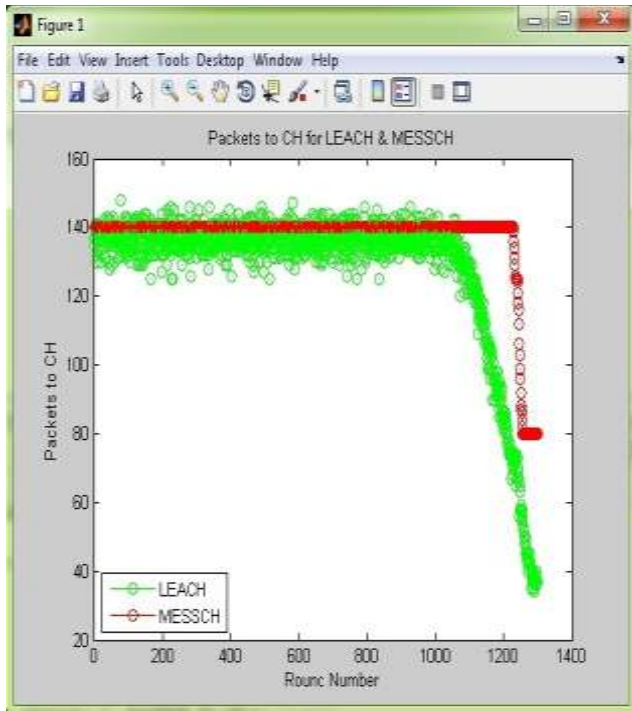 Figure 1
File Edit View Insert Tools Desktop Window Help
Packets to CH for LEACH & MESSCH
160
140
120
100
80
60
40
20
Packets to CH
LEACH
MESSCH
0 200 400 600 800 1000 1200 1400
Round Number